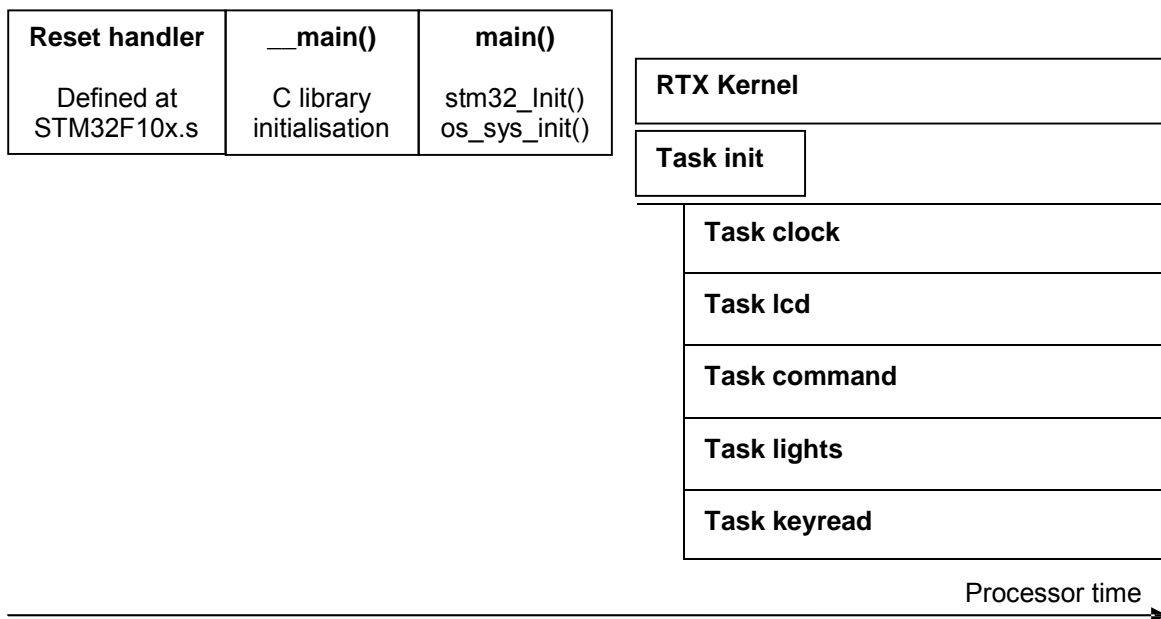 Reset handler
Defined at
STM32F10x.s
__main()
C library
initialisation
main()
stm32_Init()
os_sys_init()
RTX Kernel
Task init
Task clock
Task lcd
Task command
Task lights
Task keyread
Processor time